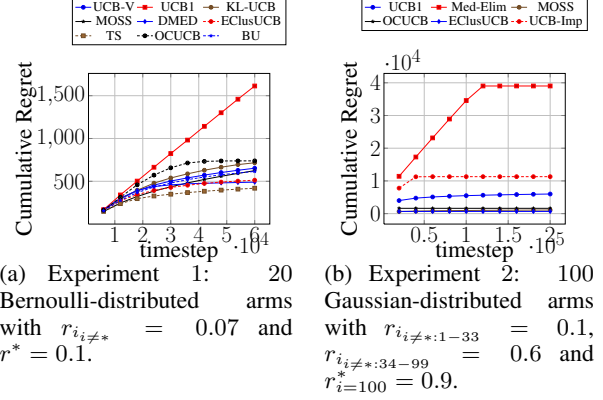 UCB-V UCB1 KL-UCB
MOSS DMED EClusUCB
TS OCUCB BU
Cumulative Regret
1,500
1,000
500
1 2 3 4 5 6
·10^4
timestep
(a) Experiment 1: 20
Bernoulli-distributed arms
with r_{i_{i≠*}} = 0.07 and
r^* = 0.1.
UCB1 Med-Elim MOSS
OCUCB EClusUCB UCB-Imp
·10^4
Cumulative Regret
4
3
2
1
0
0.5 1 1.5 2
·10^5
timestep
(b) Experiment 2: 100
Gaussian-distributed arms
with r_{i_{i≠*:1−33}} = 0.1,
r_{i_{i≠*:34−99}} = 0.6 and
r^*_{i=100} = 0.9.